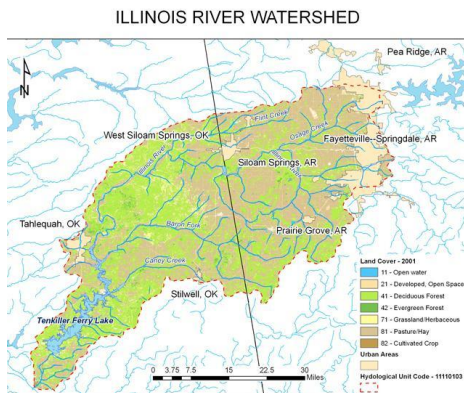 ILLINOIS RIVER WATERSHED
Pea Ridge, AR
N
Flint Creek
West Siloam Springs, OK
Osage Creek
Fayetteville--Springdale, AR
Illinois River
Siloam Springs, AR
Illinois River
Tahlequah, OK
Baron Fork
Prairie Grove, AR
Caney Creek
Stilwell, OK
Tenkiller Ferry Lake
Land Cover - 2001
11 - Open water
21 - Developed, Open Space
41 - Deciduous Forest
42 - Evergreen Forest
71 - Grassland Herbaceous
81 - Pasture/Hay
82 - Cultivated Crop
Urban Areas
Hydological Unit Code - 11110103
0 3.75 7.5 15 22.5 30
Miles